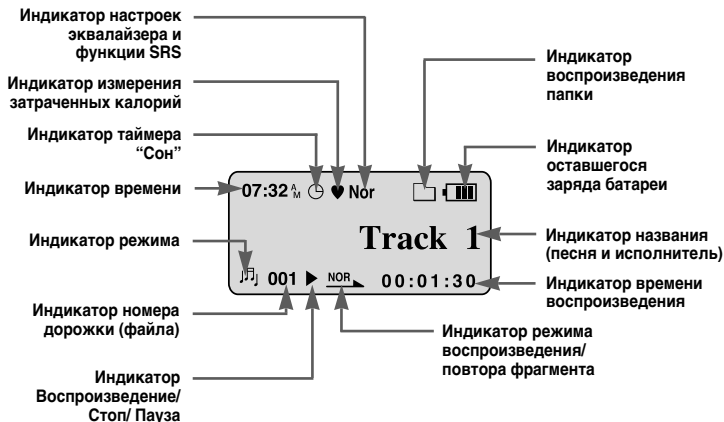 Индикатор настроек
эквалайзера и
функции SRS
Индикатор измерения
затраченных калорий
Индикатор таймера
“Сон”
Индикатор времени
Индикатор режима
Индикатор номера
дорожки (файла)
Индикатор
Воспроизведение/
Стоп/ Пауза
07:32 AM Nor
Track 1
001 NOR 00:01:30
Индикатор
воспроизведения
папки
Индикатор
оставшегося
заряда батареи
Индикатор названия
(песня и исполнитель)
Индикатор времени
воспроизведения
Индикатор режима
воспроизведения/
повтора фрагмента